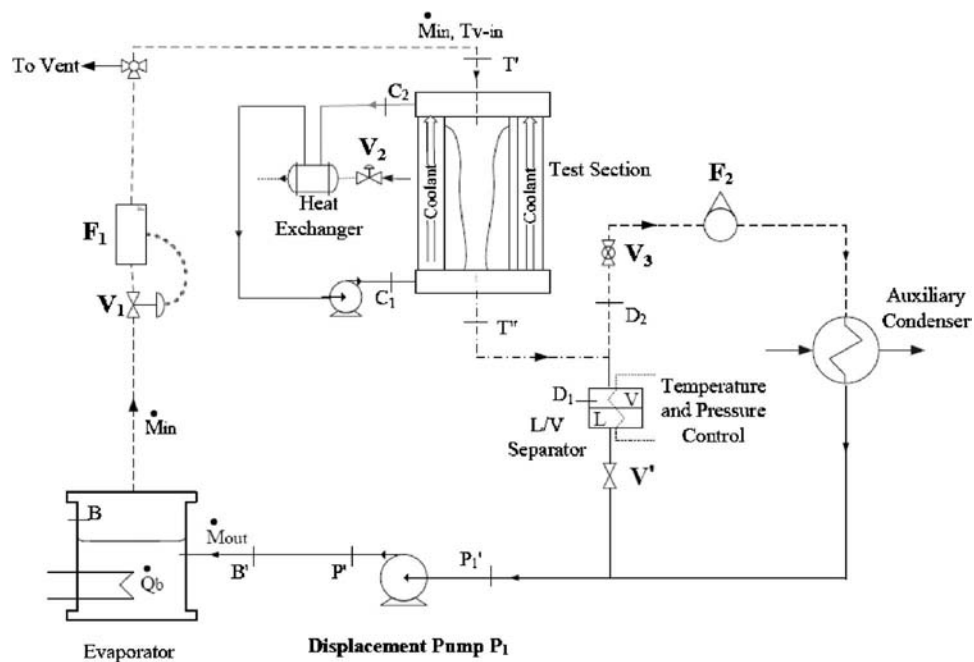 Ṁin, Tv-in
To Vent
T'
C₂
V₂
Coolant
Coolant
Test Section
F₂
Heat
Exchanger
F₁
V₃
V₁
C₁
D₂
T"
Auxiliary
Condenser
D₁
V
L
Temperature
and Pressure
Control
L/V
Separator
Ṁin
V'
B
Ṁout
B'
P'
P₁'
Q̇b
Evaporator
Displacement Pump P₁